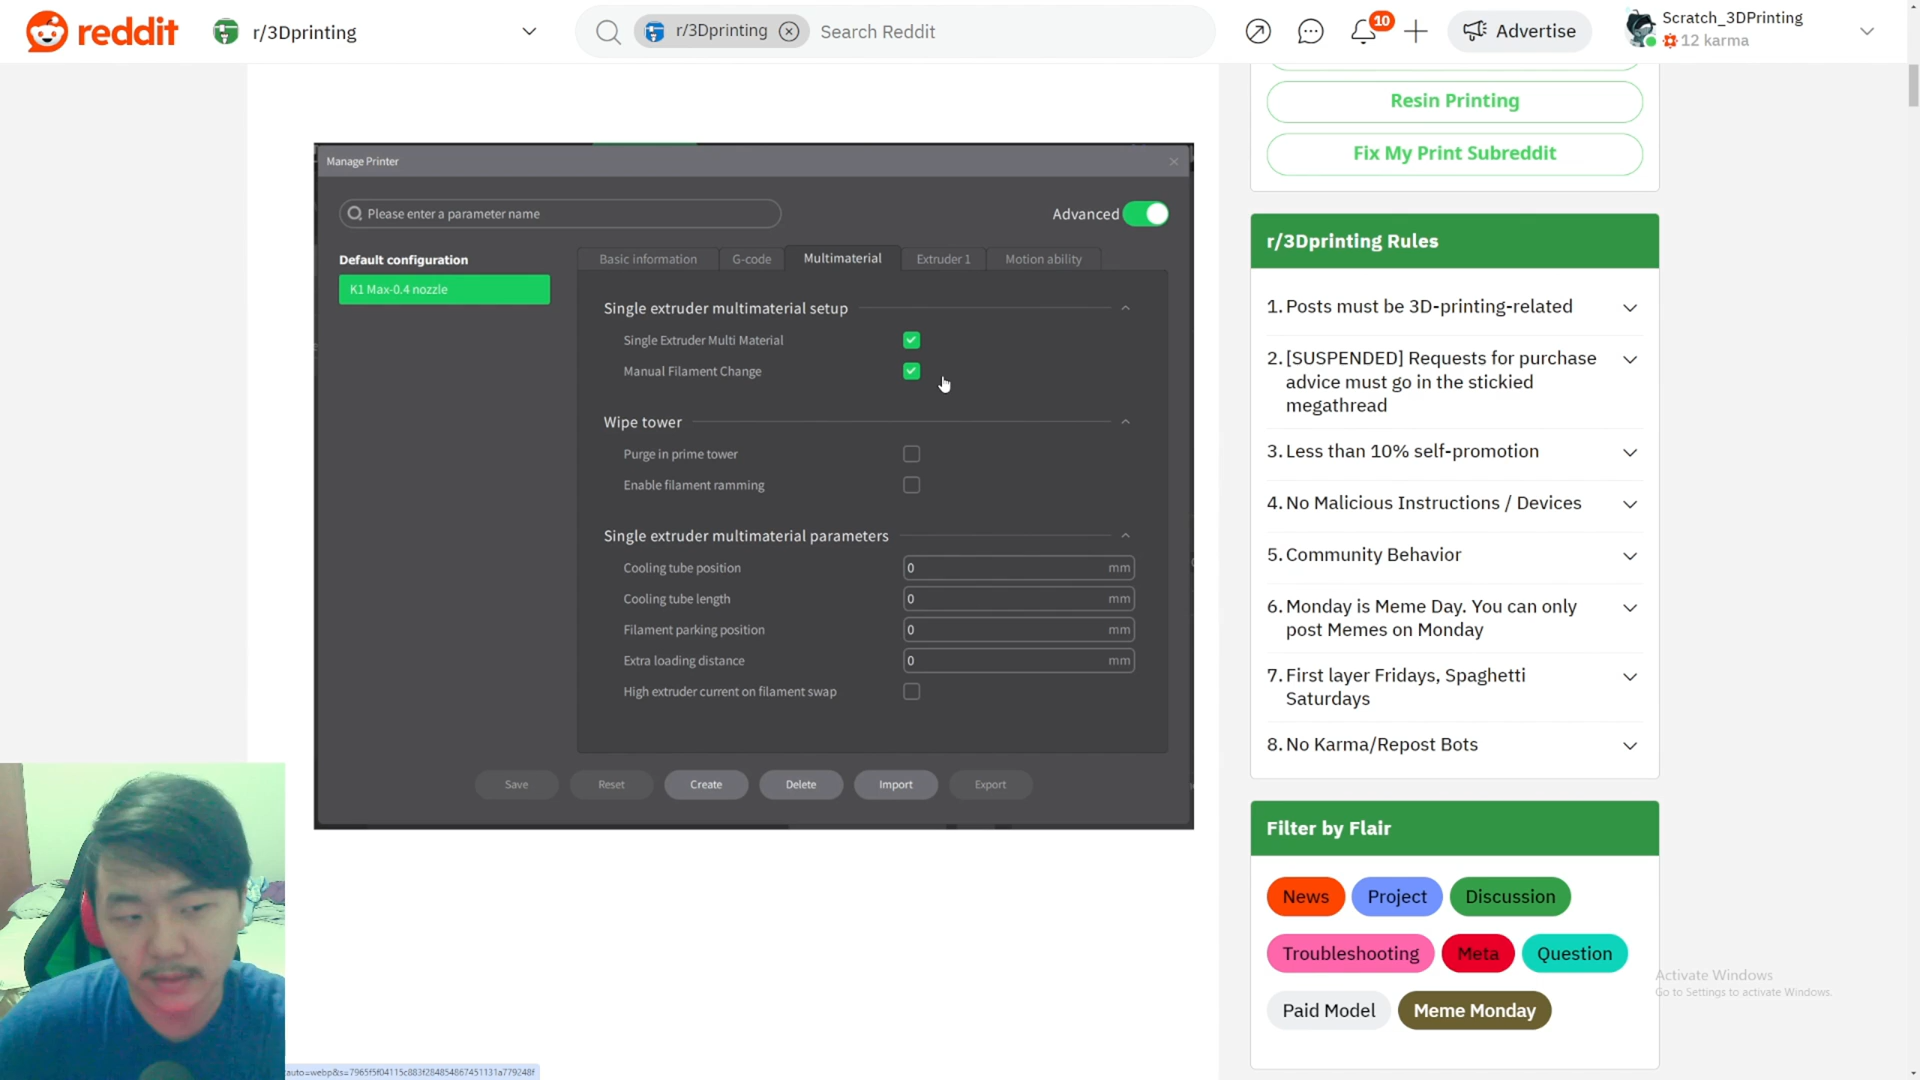 reddit
r/3Dprinting
r/3Dprinting
Search Reddit
10
Advertise
Scratch_3DPrinting
12 karma
Resin Printing
Fix My Print Subreddit
Manage Printer
Please enter a parameter name
Advanced
Default configuration
K1 Max-0.4 nozzle
Basic information
G-code
Multimaterial
Extruder 1
Motion ability
Single extruder multimaterial setup
Single Extruder Multi Material
Manual Filament Change
Wipe tower
Purge in prime tower
Enable filament ramming
Single extruder multimaterial parameters
Cooling tube position 0 mm
Cooling tube length 0 mm
Filament parking position 0 mm
Extra loading distance 0 mm
High extruder current on filament swap
Save
Reset
Create
Delete
Import
Export
r/3Dprinting Rules
1. Posts must be 3D-printing-related
2. [SUSPENDED] Requests for purchase
advice must go in the stickied
megathread
3. Less than 10% self-promotion
4. No Malicious Instructions / Devices
5. Community Behavior
6. Monday is Meme Day. You can only
post Memes on Monday
7. First layer Fridays, Spaghetti
Saturdays
8. No Karma/Repost Bots
Filter by Flair
News
Project
Discussion
Troubleshooting
Meta
Question
Paid Model
Meme Monday
Activate Windows
Go to Settings to activate Windows.